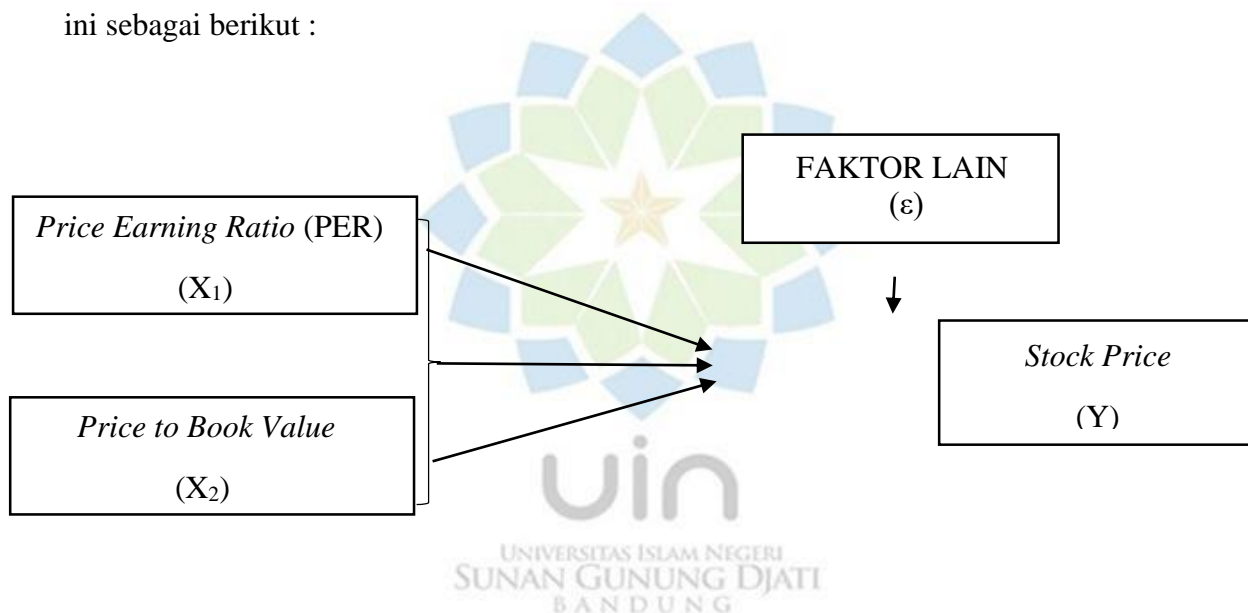 ini sebagai berikut :
FAKTOR LAIN
(ε)
Price Earning Ratio (PER)
(X₁)
Stock Price
(Y)
Price to Book Value
(X₂)
uin
UNIVERSITAS ISLAM NEGERI
SUNAN GUNUNG DJATI
BANDUNG